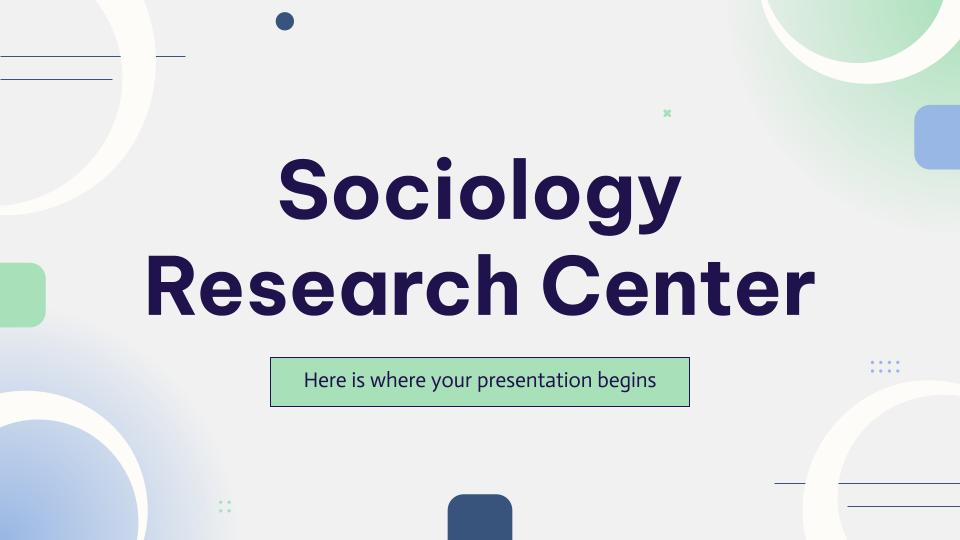 Sociology
Research Center
Here is where your presentation begins